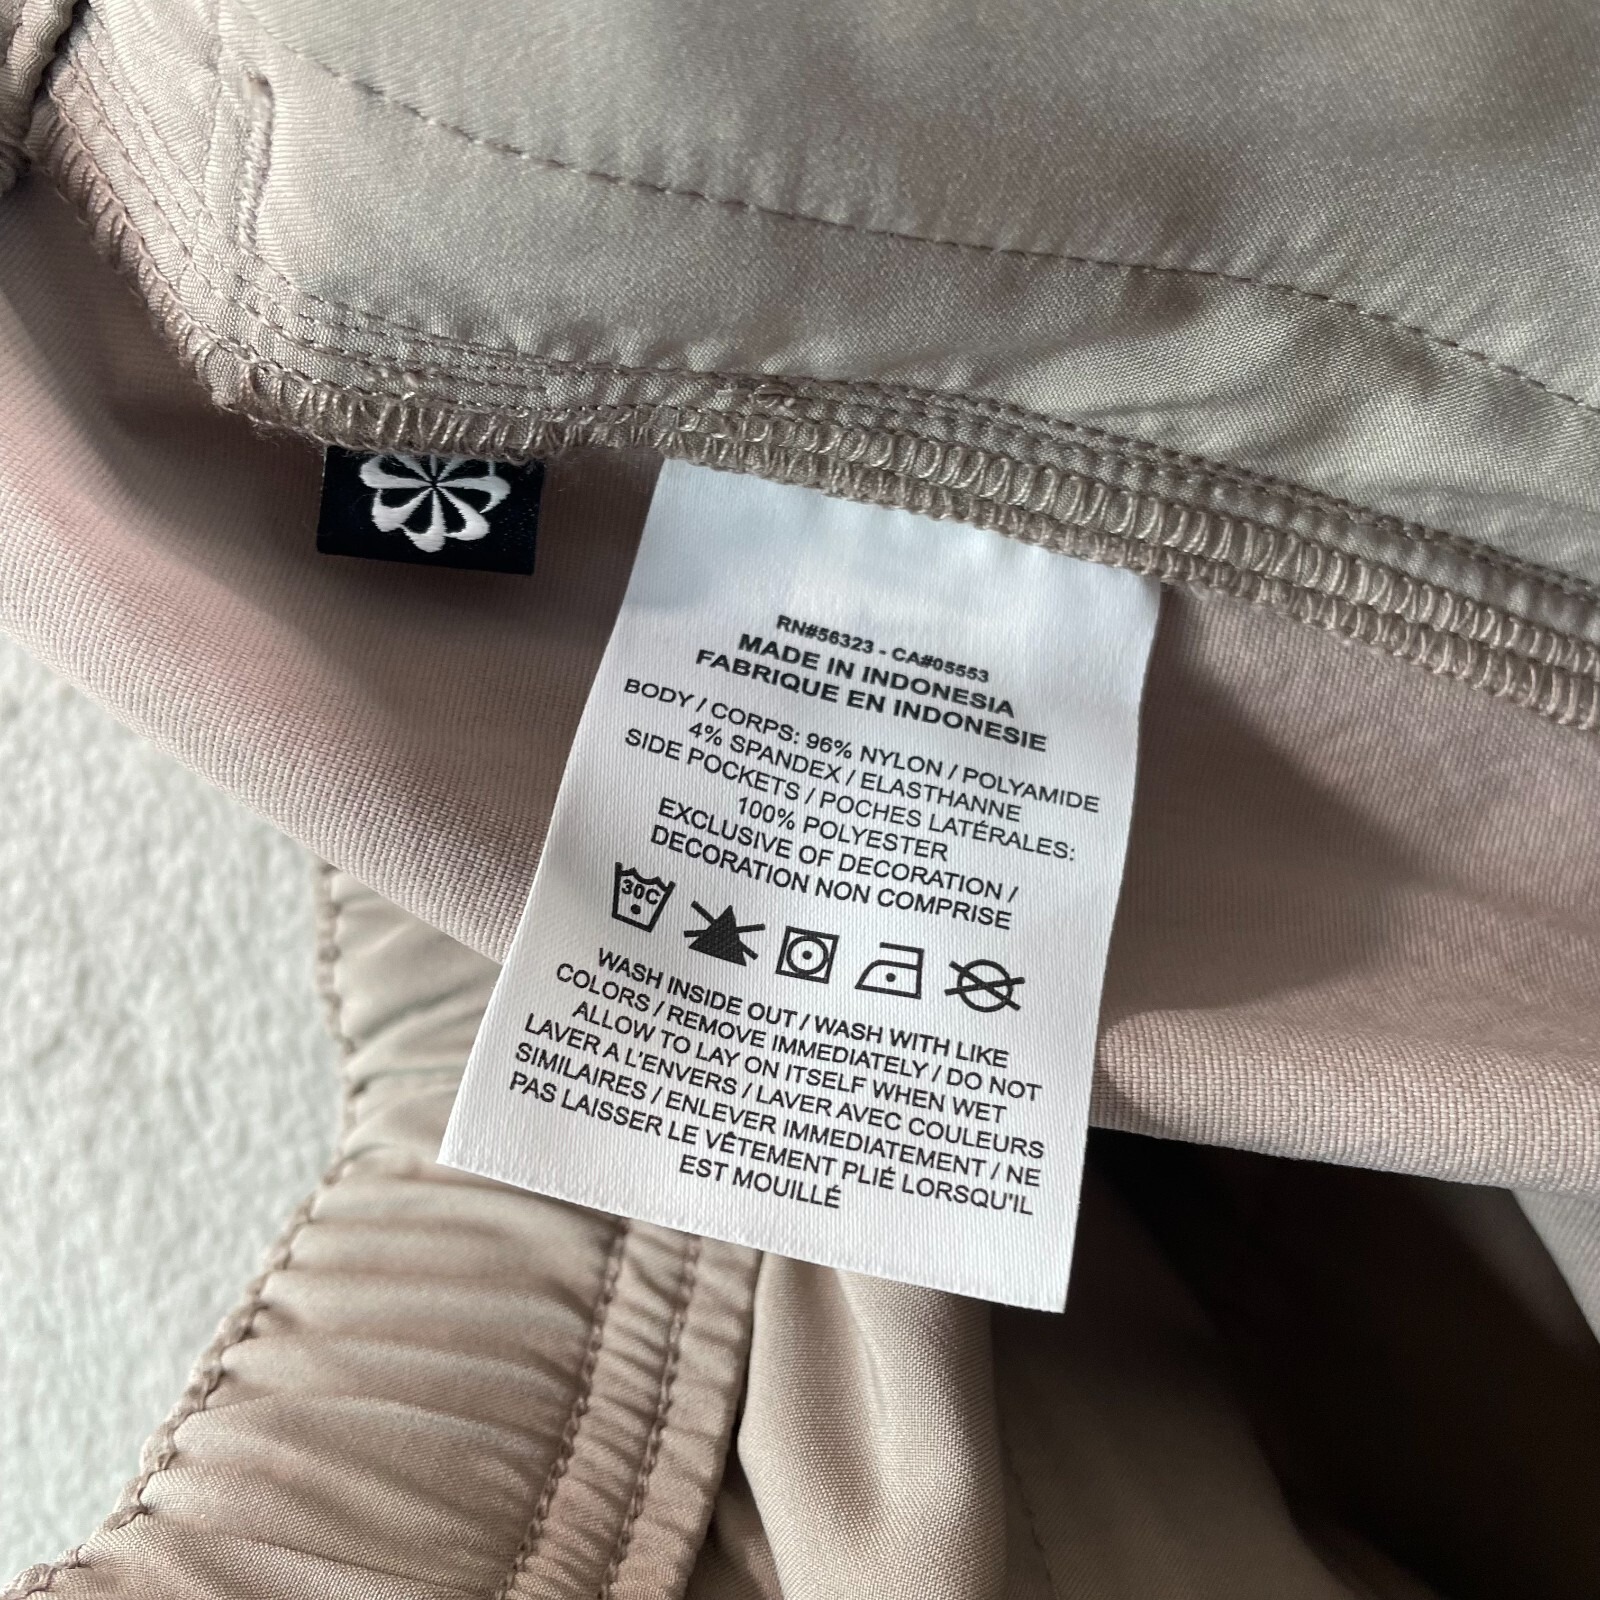 RN#56323 - CA#05553
MADE IN INDONESIA
FABRIQUE EN INDONESIE
BODY / CORPS: 96% NYLON / POLYAMIDE
4% SPANDEX / ELASTHANNE
SIDE POCKETS / POCHES LATÉRALES:
100% POLYESTER
EXCLUSIVE OF DECORATION /
DECORATION NON COMPRISE
30C
WASH INSIDE OUT / WASH WITH LIKE
COLORS / REMOVE IMMEDIATELY / DO NOT
ALLOW TO LAY ON ITSELF WHEN WET
LAVER A L'ENVERS / LAVER AVEC COULEURS
SIMILAIRES / ENLEVER IMMEDIATEMENT / NE
PAS LAISSER LE VÊTEMENT PLIÉ LORSQU'IL
EST MOUILLÉ